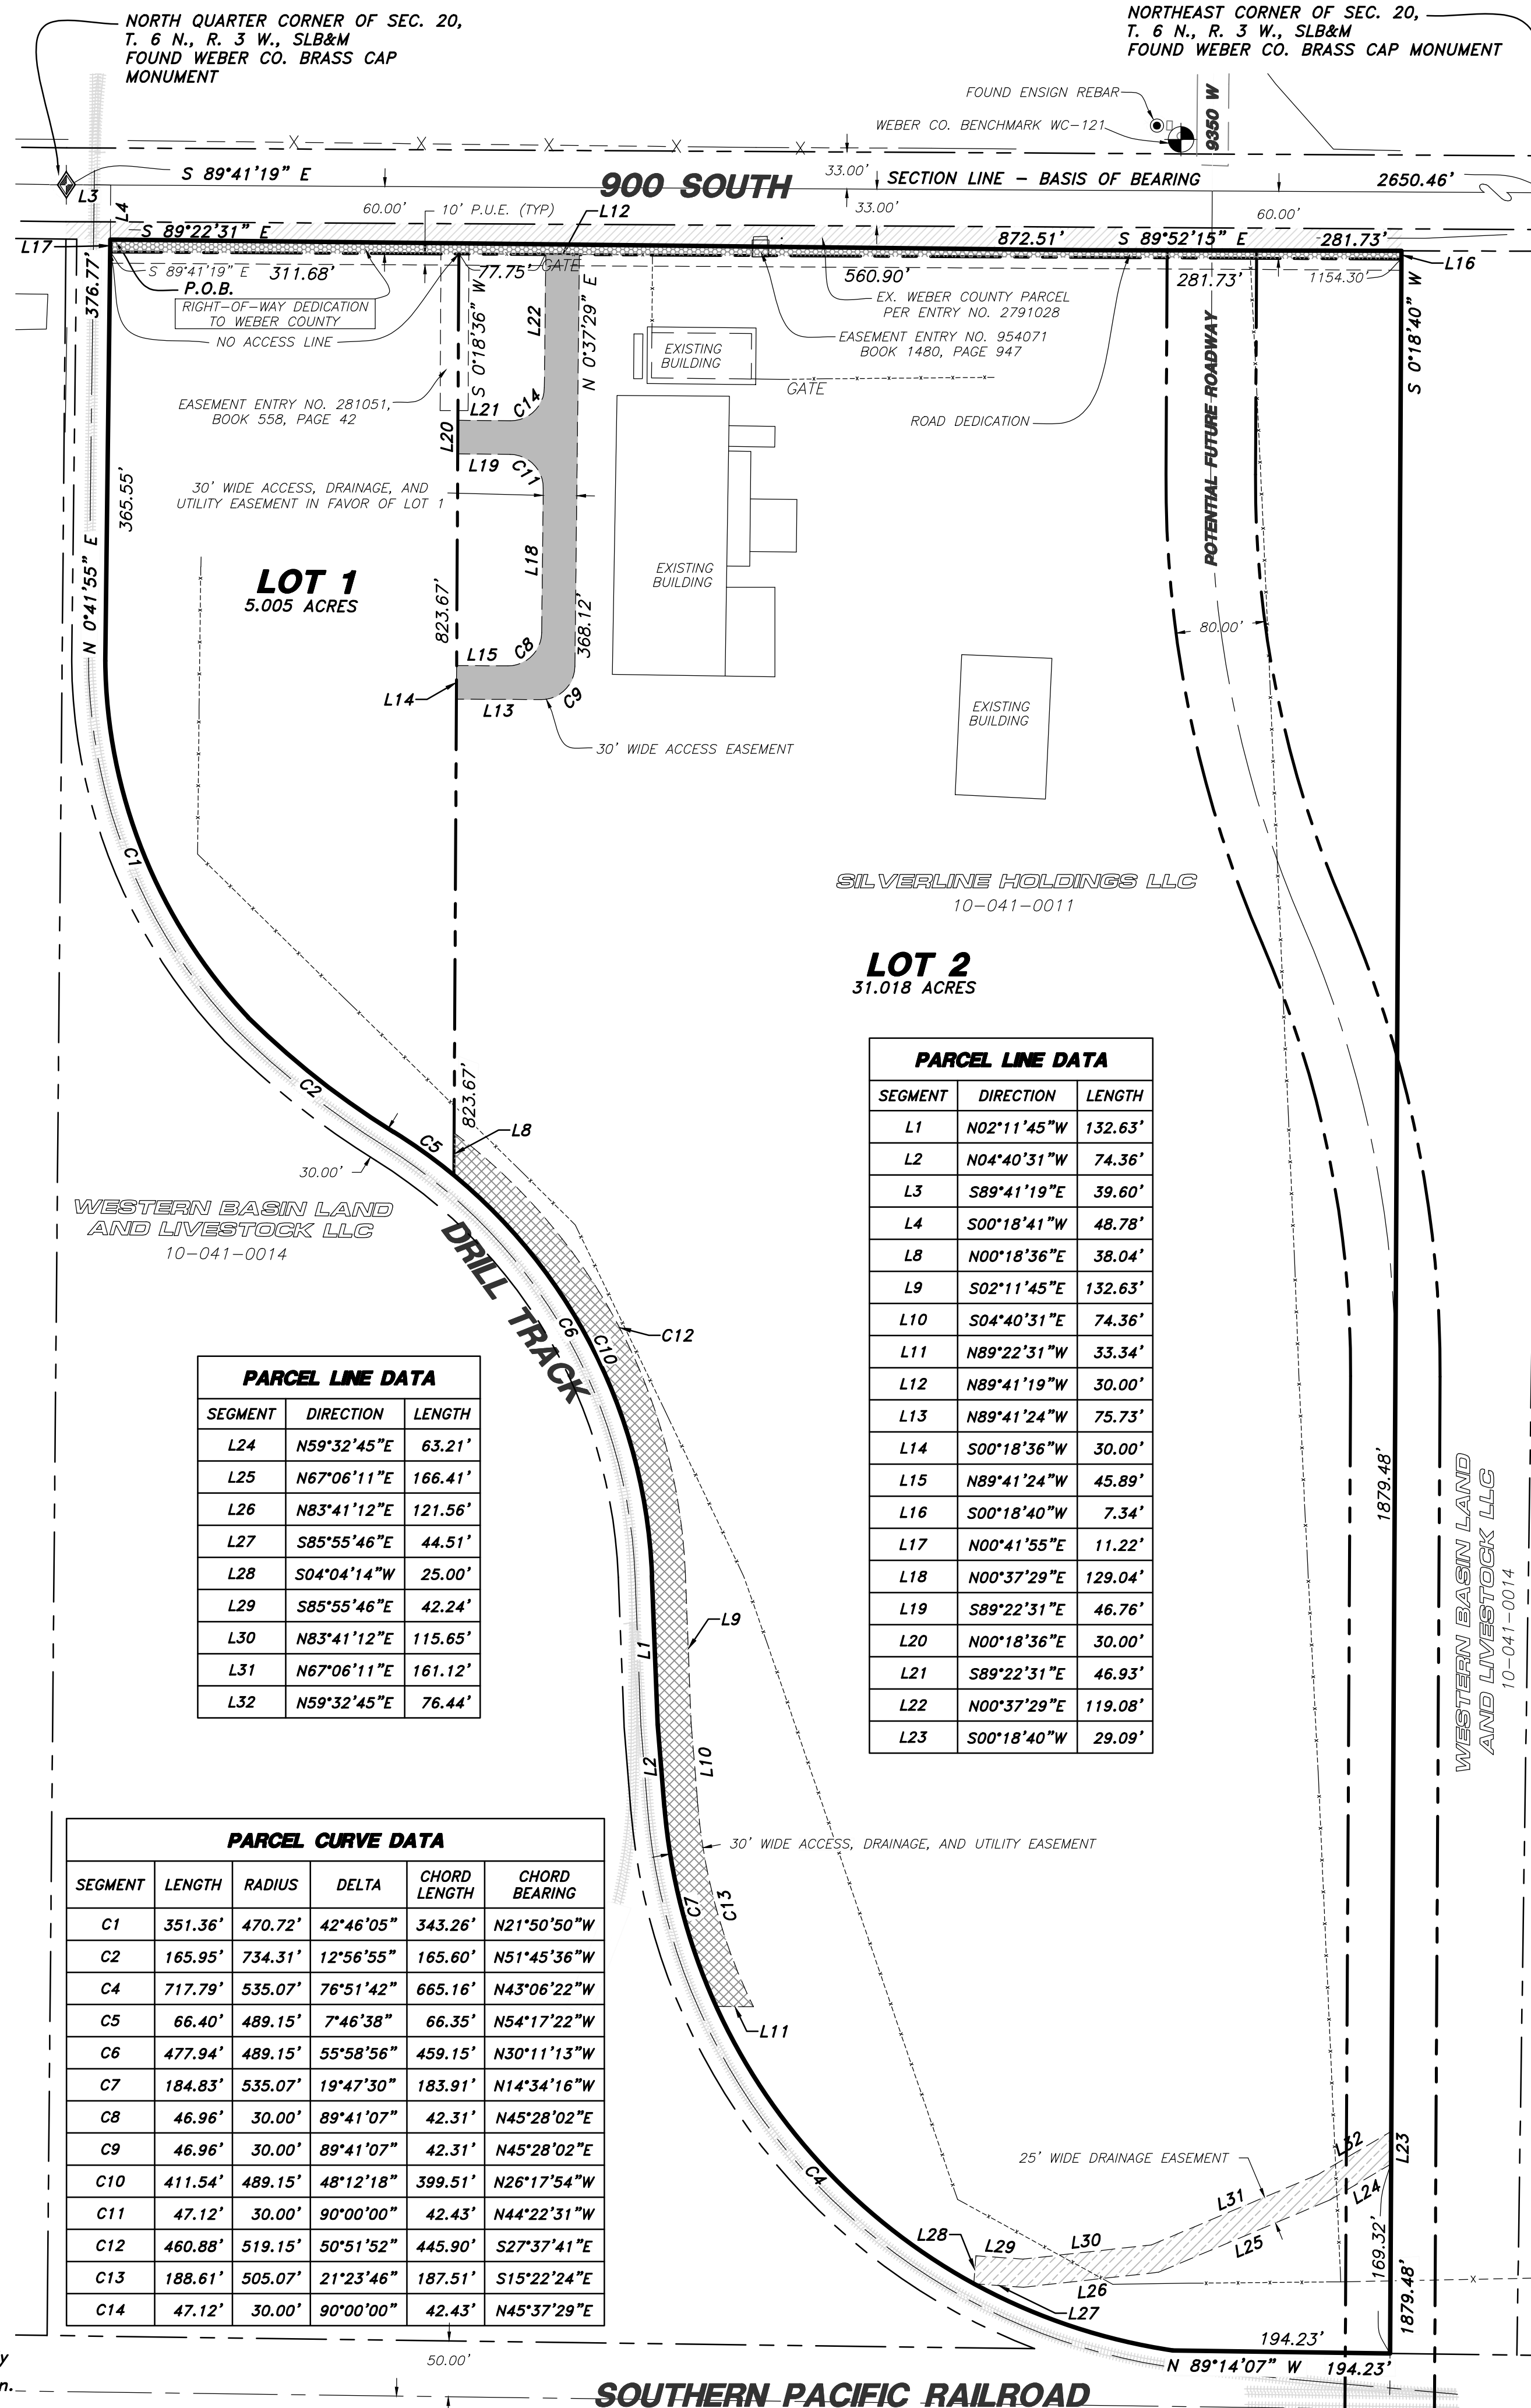 NORTH QUARTER CORNER OF SEC. 20,
T. 6 N., R. 3 W., SLB&M
FOUND WEBER CO. BRASS CAP
MONUMENT
NORTHEAST CORNER OF SEC. 20,
T. 6 N., R. 3 W., SLB&M
FOUND WEBER CO. BRASS CAP MONUMENT
FOUND ENSIGN REBAR
WEBER CO. BENCHMARK WC-121
9350 W
S 89°41'19" E
L3
L4
900 SOUTH
33.00'
33.00'
SECTION LINE - BASIS OF BEARING
2650.46'
60.00'
10' P.U.E. (TYP)
L12
60.00'
L17
S 89°22'31" E
872.51'
S 89°52'15" E
281.73'
L16
S 89°41'19" E
311.68'
77.75'
GATE
560.90'
281.73'
1154.30'
P.O.B.
RIGHT-OF-WAY DEDICATION
TO WEBER COUNTY
NO ACCESS LINE
376.77'
EX. WEBER COUNTY PARCEL
PER ENTRY NO. 2791028
EASEMENT ENTRY NO. 954071
BOOK 1480, PAGE 947
S 0°18'36" W
L22
N 0°37'29" E
EXISTING
BUILDING
GATE
POTENTIAL FUTURE ROADWAY
S 0°18'40" W
EASEMENT ENTRY NO. 281051,
BOOK 558, PAGE 42
L21
C14
L20
ROAD DEDICATION
L19
C11
30' WIDE ACCESS, DRAINAGE, AND
UTILITY EASEMENT IN FAVOR OF LOT 1
365.55'
N 0°41'55" E
L18
EXISTING
BUILDING
LOT 1
5.005 ACRES
823.67'
368.12'
80.00'
L15
C8
L14
L13
C9
EXISTING
BUILDING
30' WIDE ACCESS EASEMENT
C1
SILVERLINE HOLDINGS LLC
10-041-0011
LOT 2
31.018 ACRES
C2
823.67'
C5
L8
30.00'
WESTERN BASIN LAND
AND LIVESTOCK LLC
10-041-0014
DRILL TRACK
C6
C10
C12
PARCEL LINE DATA
SEGMENT DIRECTION LENGTH
L1 N02°11'45"W 132.63'
L2 N04°40'31"W 74.36'
L3 S89°41'19"E 39.60'
L4 S00°18'41"W 48.78'
L8 N00°18'36"E 38.04'
L9 S02°11'45"E 132.63'
L10 S04°40'31"E 74.36'
L11 N89°22'31"W 33.34'
L12 N89°41'19"W 30.00'
L13 N89°41'24"W 75.73'
L14 S00°18'36"W 30.00'
L15 N89°41'24"W 45.89'
L16 S00°18'40"W 7.34'
L17 N00°41'55"E 11.22'
L18 N00°37'29"E 129.04'
L19 S89°22'31"E 46.76'
L20 N00°18'36"E 30.00'
L21 S89°22'31"E 46.93'
L22 N00°37'29"E 119.08'
L23 S00°18'40"W 29.09'
PARCEL LINE DATA
SEGMENT DIRECTION LENGTH
L24 N59°32'45"E 63.21'
L25 N67°06'11"E 166.41'
L26 N83°41'12"E 121.56'
L27 S85°55'46"E 44.51'
L28 S04°04'14"W 25.00'
L29 S85°55'46"E 42.24'
L30 N83°41'12"E 115.65'
L31 N67°06'11"E 161.12'
L32 N59°32'45"E 76.44'
1879.48'
WESTERN BASIN LAND
AND LIVESTOCK LLC
10-041-0014
L9
L1
L2
L10
30' WIDE ACCESS, DRAINAGE, AND UTILITY EASEMENT
C7
C13
L11
PARCEL CURVE DATA
SEGMENT LENGTH RADIUS DELTA CHORD LENGTH CHORD BEARING
C1 351.36' 470.72' 42°46'05" 343.26' N21°50'50"W
C2 165.95' 734.31' 12°56'55" 165.60' N51°45'36"W
C4 717.79' 535.07' 76°51'42" 665.16' N43°06'22"W
C5 66.40' 489.15' 7°46'38" 66.35' N54°17'22"W
C6 477.94' 489.15' 55°58'56" 459.15' N30°11'13"W
C7 184.83' 535.07' 19°47'30" 183.91' N14°34'16"W
C8 46.96' 30.00' 89°41'07" 42.31' N45°28'02"E
C9 46.96' 30.00' 89°41'07" 42.31' N45°28'02"E
C10 411.54' 489.15' 48°12'18" 399.51' N26°17'54"W
C11 47.12' 30.00' 90°00'00" 42.43' N44°22'31"W
C12 460.88' 519.15' 50°51'52" 445.90' S27°37'41"E
C13 188.61' 505.07' 21°23'46" 187.51' S15°22'24"E
C14 47.12' 30.00' 90°00'00" 42.43' N45°37'29"E
C4
25' WIDE DRAINAGE EASEMENT
L32
L23
L31
L24
L28
L29
L30
L25
L26
L27
169.32'
1879.48'
194.23'
N 89°14'07" W
194.23'
50.00'
y
n.
SOUTHERN PACIFIC RAILROAD